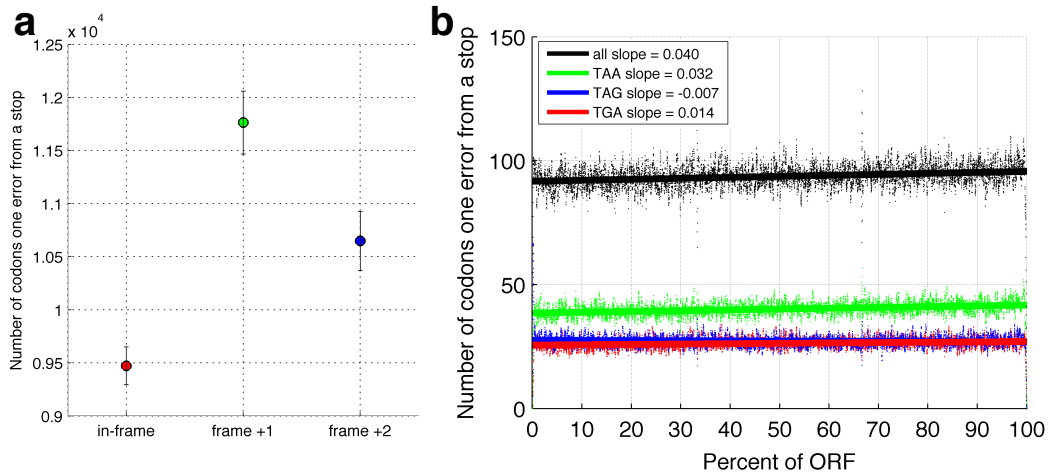 a
x 10^4
Number of codons one error from a stop
1.25
1.2
1.15
1.1
1.05
1
0.95
0.9
in-frame
frame +1
frame +2
b
Number of codons one error from a stop
150
100
50
0
all slope = 0.040
TAA slope = 0.032
TAG slope = -0.007
TGA slope = 0.014
0 10 20 30 40 50 60 70 80 90 100
Percent of ORF